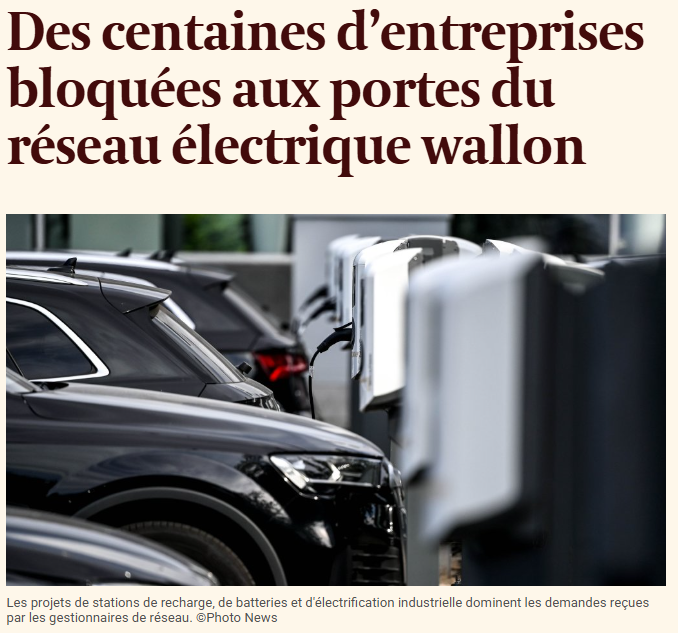 Des centaines d’entreprises
bloquées aux portes du
réseau électrique wallon
Les projets de stations de recharge, de batteries et d'électrification industrielle dominent les demandes reçues
par les gestionnaires de réseau. ©Photo News